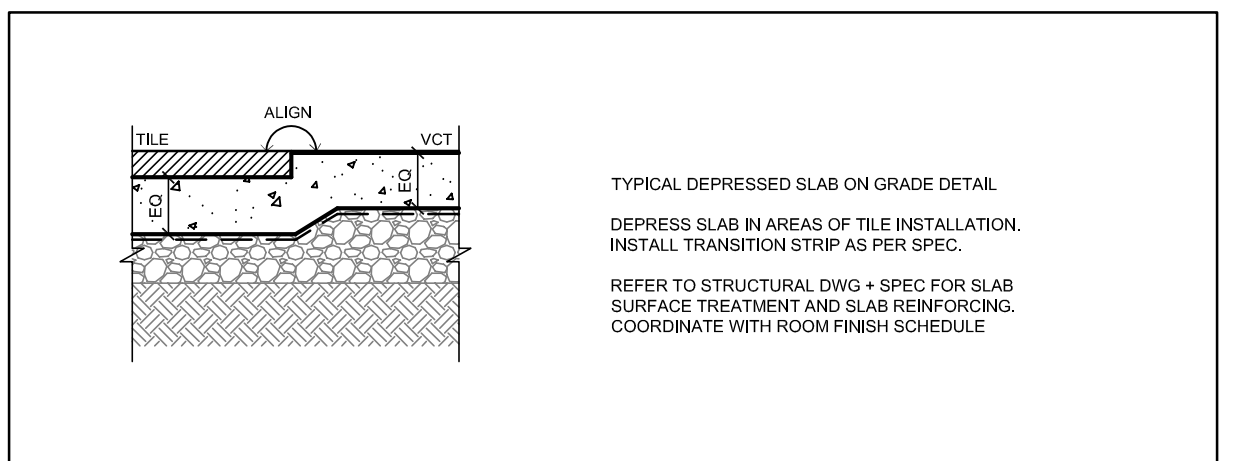 ALIGN
TILE
VCT
EQ
EQ
TYPICAL DEPRESSED SLAB ON GRADE DETAIL
DEPRESS SLAB IN AREAS OF TILE INSTALLATION.
INSTALL TRANSITION STRIP AS PER SPEC.
REFER TO STRUCTURAL DWG + SPEC FOR SLAB
SURFACE TREATMENT AND SLAB REINFORCING.
COORDINATE WITH ROOM FINISH SCHEDULE